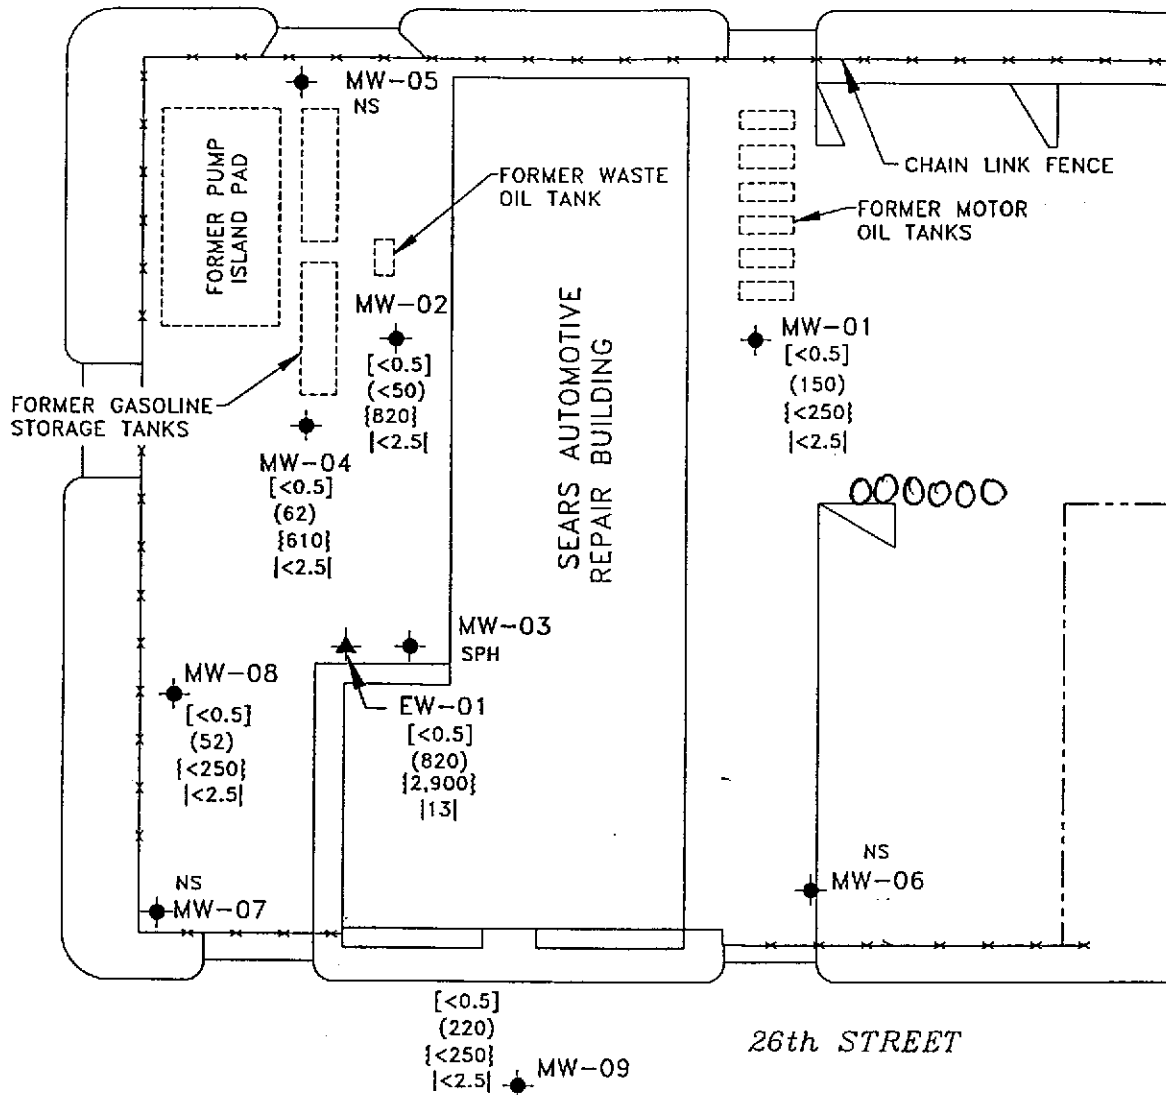 MW-05
NS
FORMER PUMP
ISLAND PAD
FORMER WASTE
OIL TANK
CHAIN LINK FENCE
FORMER MOTOR
OIL TANKS
MW-02
[<0.5]
(<50)
{820}
|<2.5|
MW-01
[<0.5]
(150)
{<250}
|<2.5|
FORMER GASOLINE
STORAGE TANKS
MW-04
[<0.5]
(62)
{610}
|<2.5|
SEARS AUTOMOTIVE
REPAIR BUILDING
MW-03
SPH
MW-08
[<0.5]
(52)
{<250}
|<2.5|
EW-01
[<0.5]
(820)
{2,900}
|13|
NS
MW-07
NS
MW-06
[<0.5]
(220)
{<250}
|<2.5|
MW-09
26th STREET